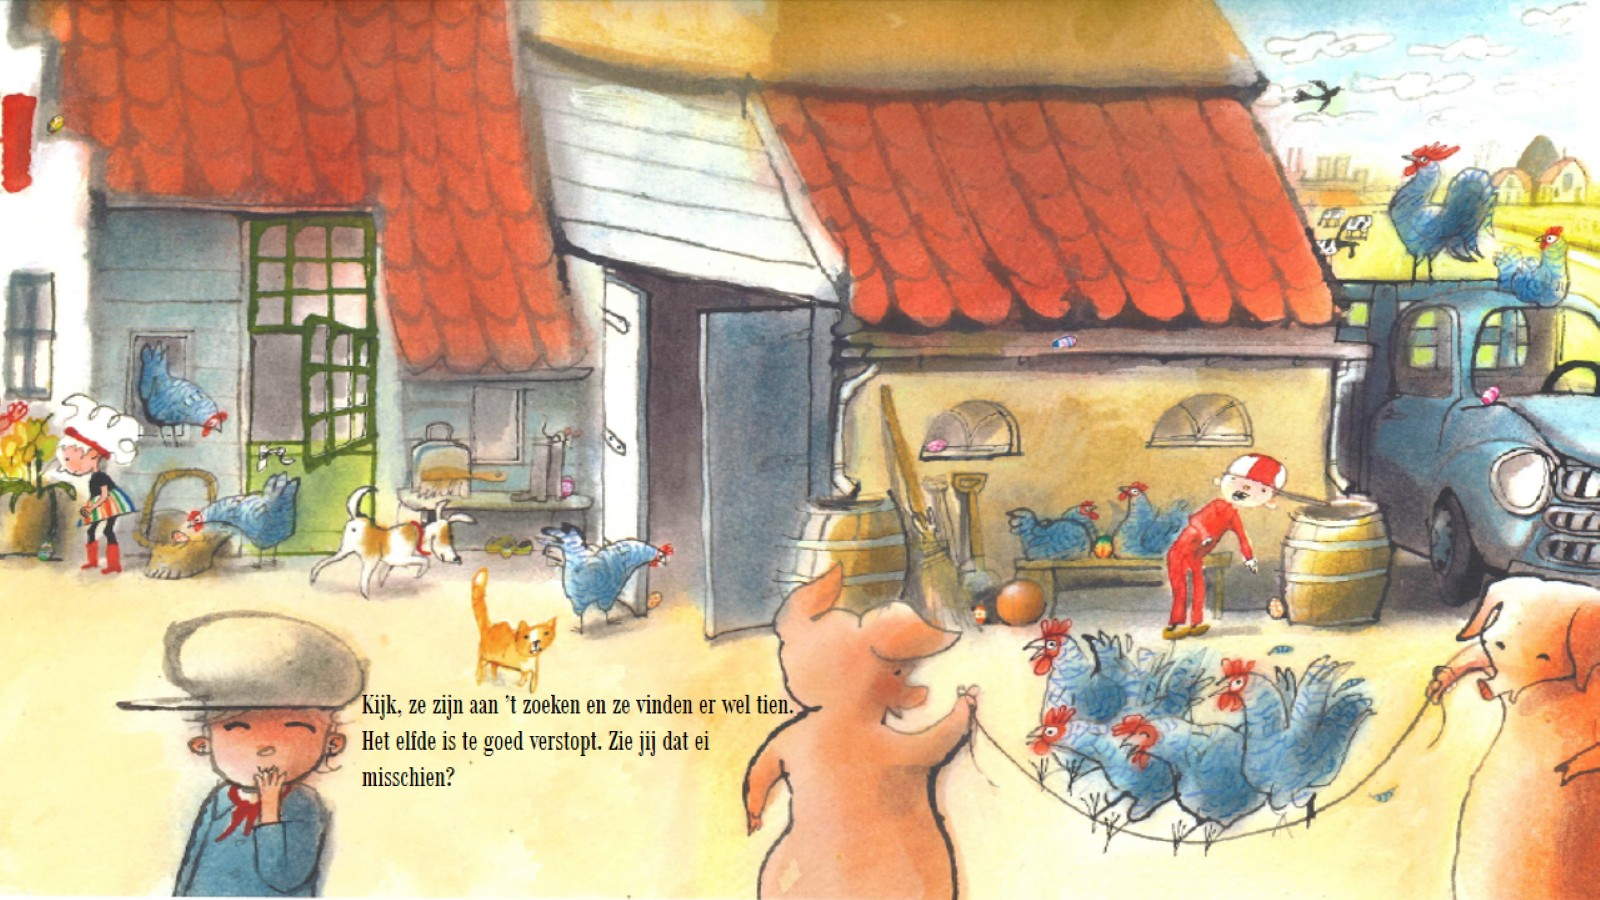 Kijk, ze zijn aan ’t zoeken en ze vinden er wel tien.
Het elfde is te goed verstopt. Zie jij dat ei
misschien?